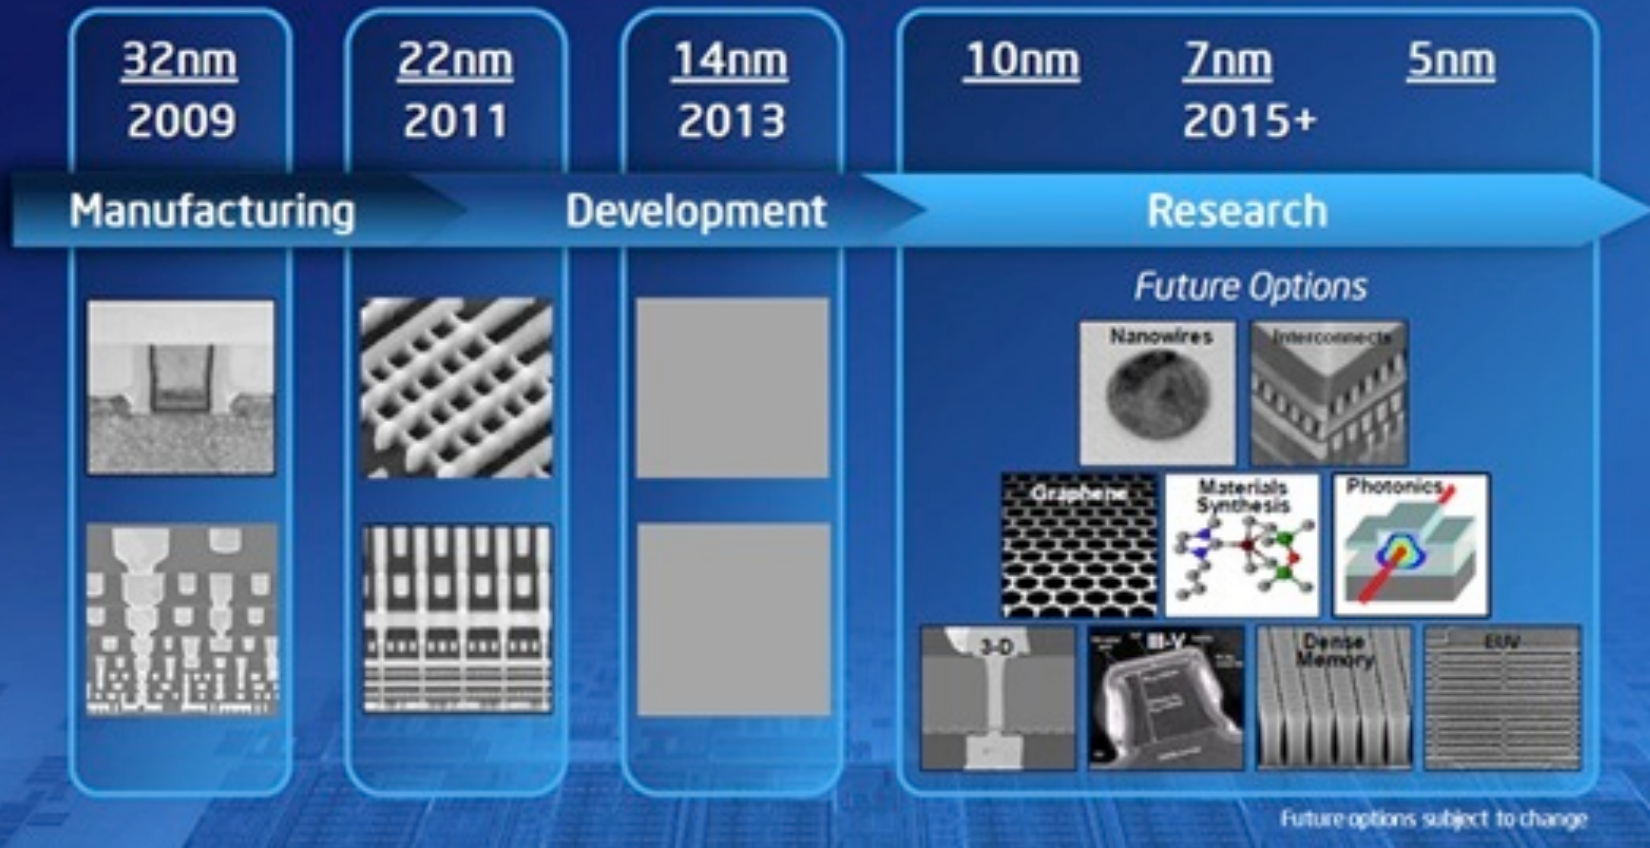 32nm
2009
22nm
2011
14nm
2013
10nm 7nm 5nm
2015+
Manufacturing
Development
Research
Future Options
Nanowires
Interconnects
Graphene
Materials
Synthesis
Photonics
3-D
III-V
Dense
Memory
EUV
Future options subject to change